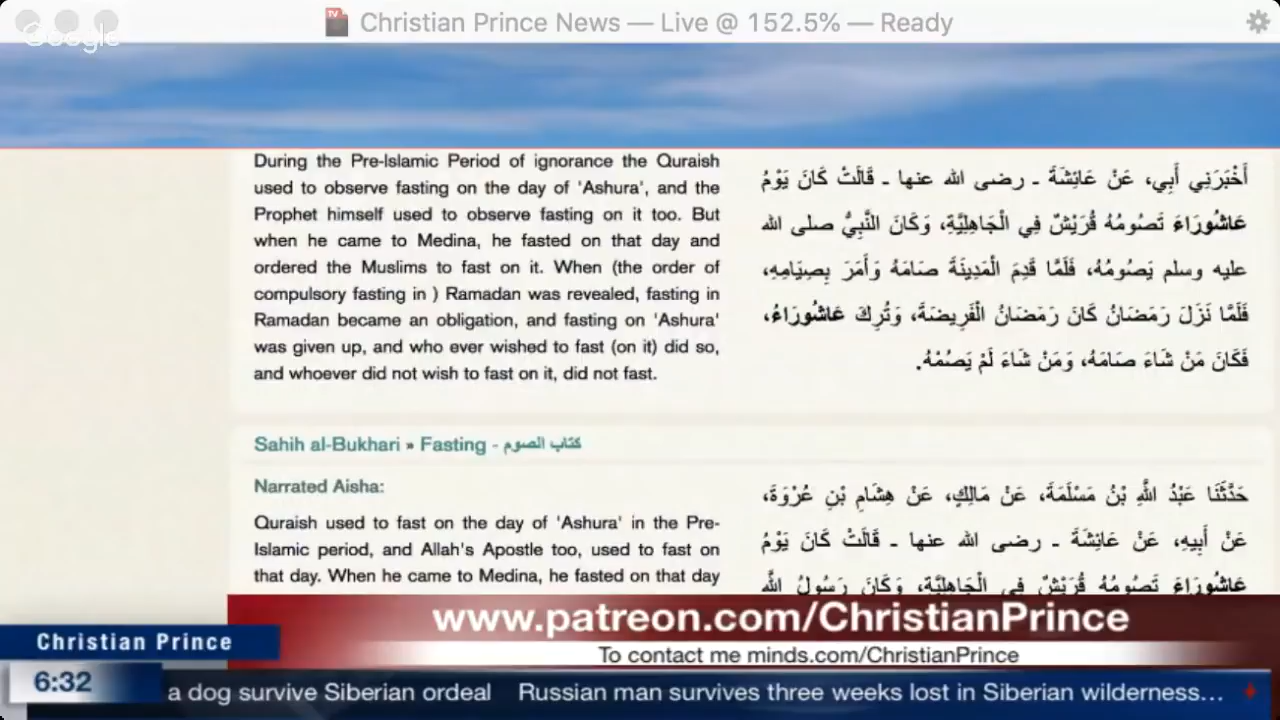 Christian Prince News — Live @ 152.5% — Ready
Google
During the Pre-Islamic Period of ignorance the Quraish
used to observe fasting on the day of 'Ashura', and the
Prophet himself used to observe fasting on it too. But
when he came to Medina, he fasted on that day and
ordered the Muslims to fast on it. When (the order of
compulsory fasting in ) Ramadan was revealed, fasting in
Ramadan became an obligation, and fasting on 'Ashura'
was given up, and who ever wished to fast (on it) did so,
and whoever did not wish to fast on it, did not fast.
أَخْبَرَنِي أَبِي، عَنْ عَائِشَةَ ـ رضى الله عنها ـ قَالَتْ كَانَ يَوْمُ
عَاشُورَاءَ تَصُومُهُ قُرَيْشٌ فِي الْجَاهِلِيَّةِ، وَكَانَ النَّبِيُّ صلى الله
عليه وسلم يَصُومُهُ، فَلَمَّا قَدِمَ الْمَدِينَةَ صَامَهُ وَأَمَرَ بِصِيَامِهِ،
فَلَمَّا نَزَلَ رَمَضَانُ كَانَ رَمَضَانُ الْفَرِيضَةَ، وَتُرِكَ عَاشُورَاءُ،
فَكَانَ مَنْ شَاءَ صَامَهُ، وَمَنْ شَاءَ لَمْ يَصُمْهُ.
Sahih al-Bukhari » Fasting - كتاب الصوم
Narrated Aisha:
Quraish used to fast on the day of 'Ashura' in the Pre-
Islamic period, and Allah's Apostle too, used to fast on
that day. When he came to Medina, he fasted on that day
حَدَّثَنَا عَبْدُ اللَّهِ بْنُ مَسْلَمَةَ، عَنْ مَالِكٍ، عَنْ هِشَامِ بْنِ عُرْوَةَ،
عَنْ أَبِيهِ، عَنْ عَائِشَةَ ـ رضى الله عنها ـ قَالَتْ كَانَ يَوْمُ
عَاشُورَاءَ تَصُومُهُ قُرَيْشٌ فِي الْجَاهِلِيَّةِ، وَكَانَ رَسُولُ اللَّهِ
www.patreon.com/ChristianPrince
Christian Prince
To contact me minds.com/ChristianPrince
6:32
a dog survive Siberian ordeal Russian man survives three weeks lost in Siberian wilderness...